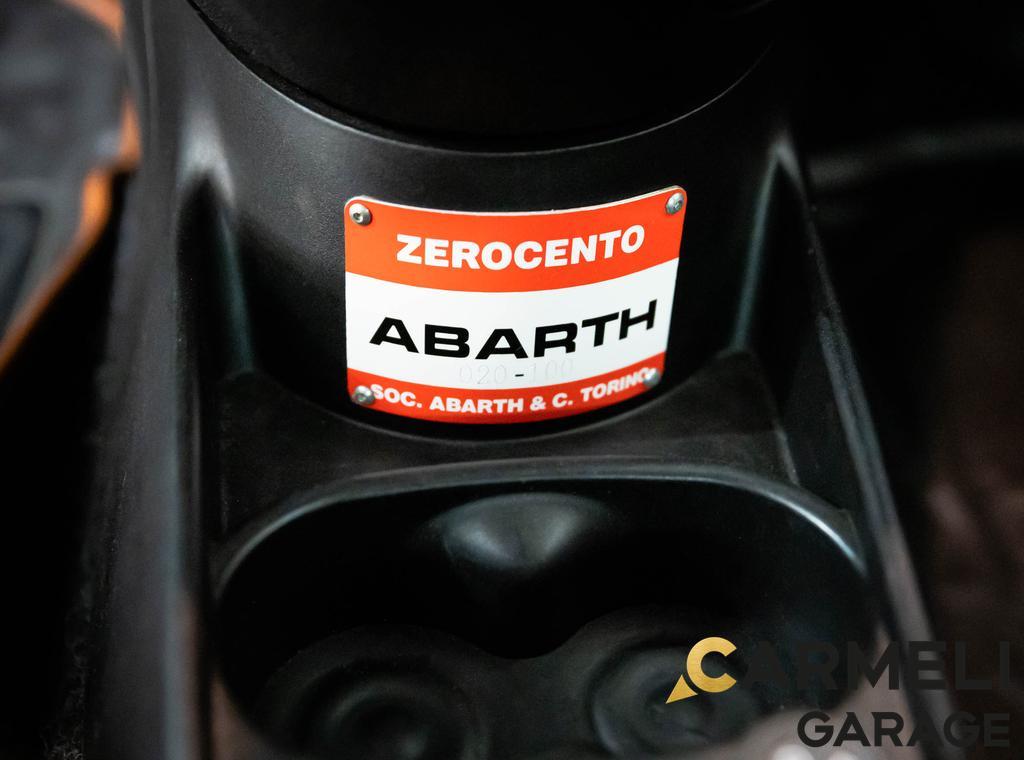 ZEROCENTO
ABARTH
020-100
SOC. ABARTH & C. TORINO
CARMELI
GARAGE